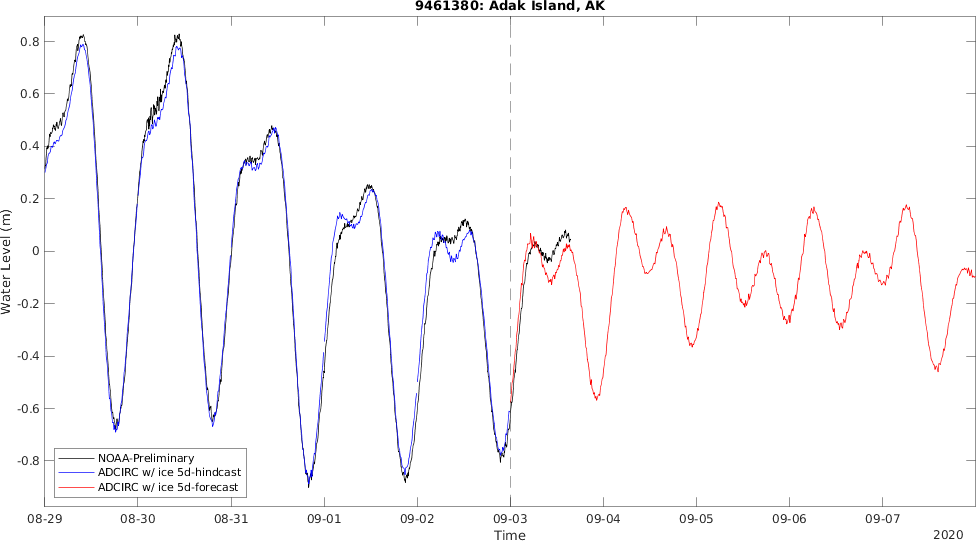 9461380: Adak Island, AK
Water Level (m)
0.8
0.6
0.4
0.2
0
-0.2
-0.4
-0.6
-0.8
NOAA-Preliminary
ADCIRC w/ ice 5d-hindcast
ADCIRC w/ ice 5d-forecast
08-29 08-30 08-31 09-01 09-02 09-03 09-04 09-05 09-06 09-07
Time
2020